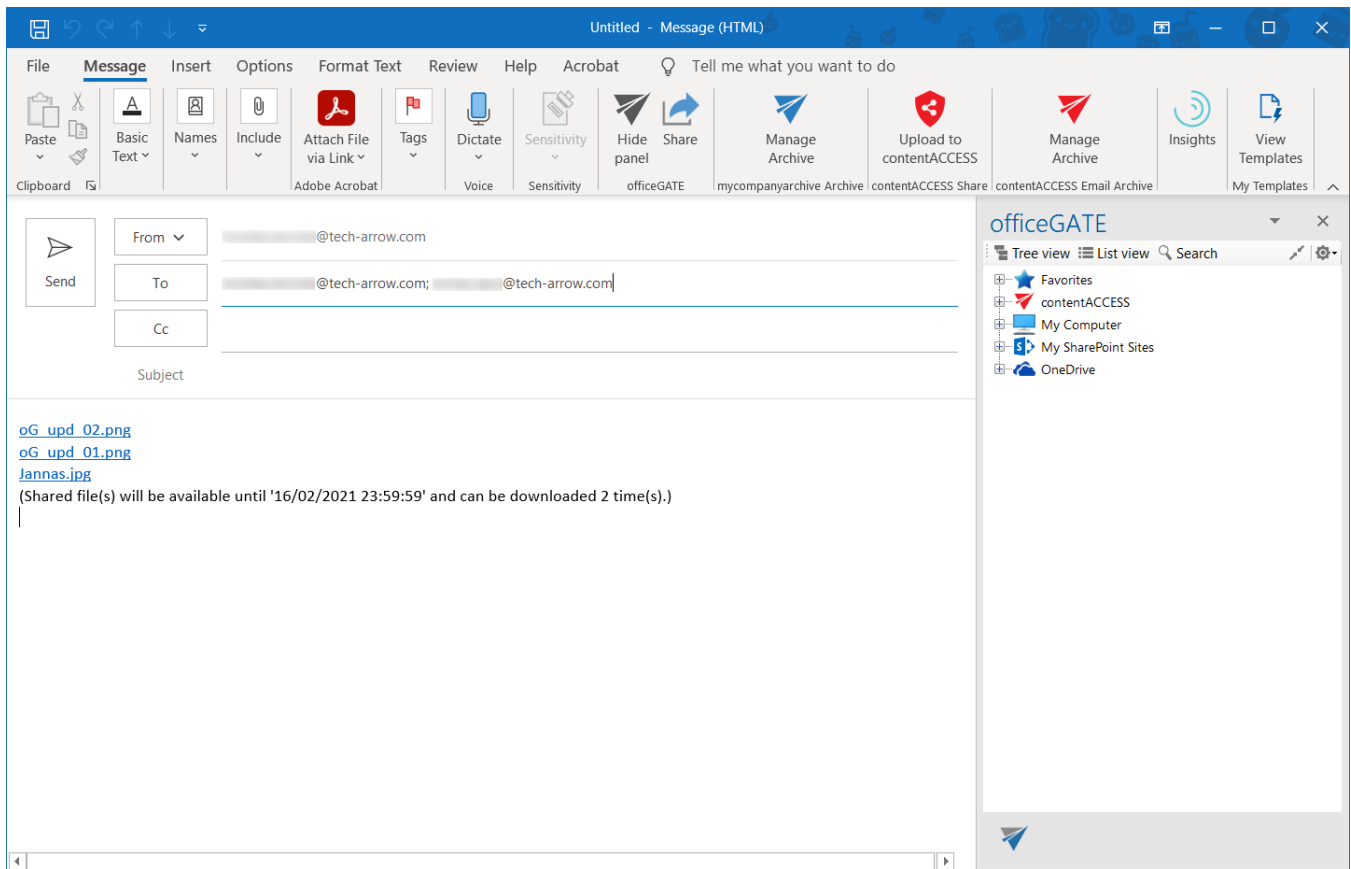 Untitled - Message (HTML)
File Message Insert Options Format Text Review Help Acrobat Tell me what you want to do
Paste
Basic Text
Names
Include
Attach File via Link
Tags
Dictate
Sensitivity
Hide panel
Share
Manage Archive
Upload to contentACCESS
Manage Archive
Insights
View Templates
Clipboard Adobe Acrobat Voice Sensitivity officeGATE mycompanyarchive Archive contentACCESS Share contentACCESS Email Archive My Templates
Send
From @tech-arrow.com
To @tech-arrow.com; @tech-arrow.com
Cc
Subject
oG_upd_02.png
oG_upd_01.png
Jannas.jpg
(Shared file(s) will be available until '16/02/2021 23:59:59' and can be downloaded 2 time(s).)
officeGATE
Tree view List view Search
Favorites
contentACCESS
My Computer
My SharePoint Sites
OneDrive